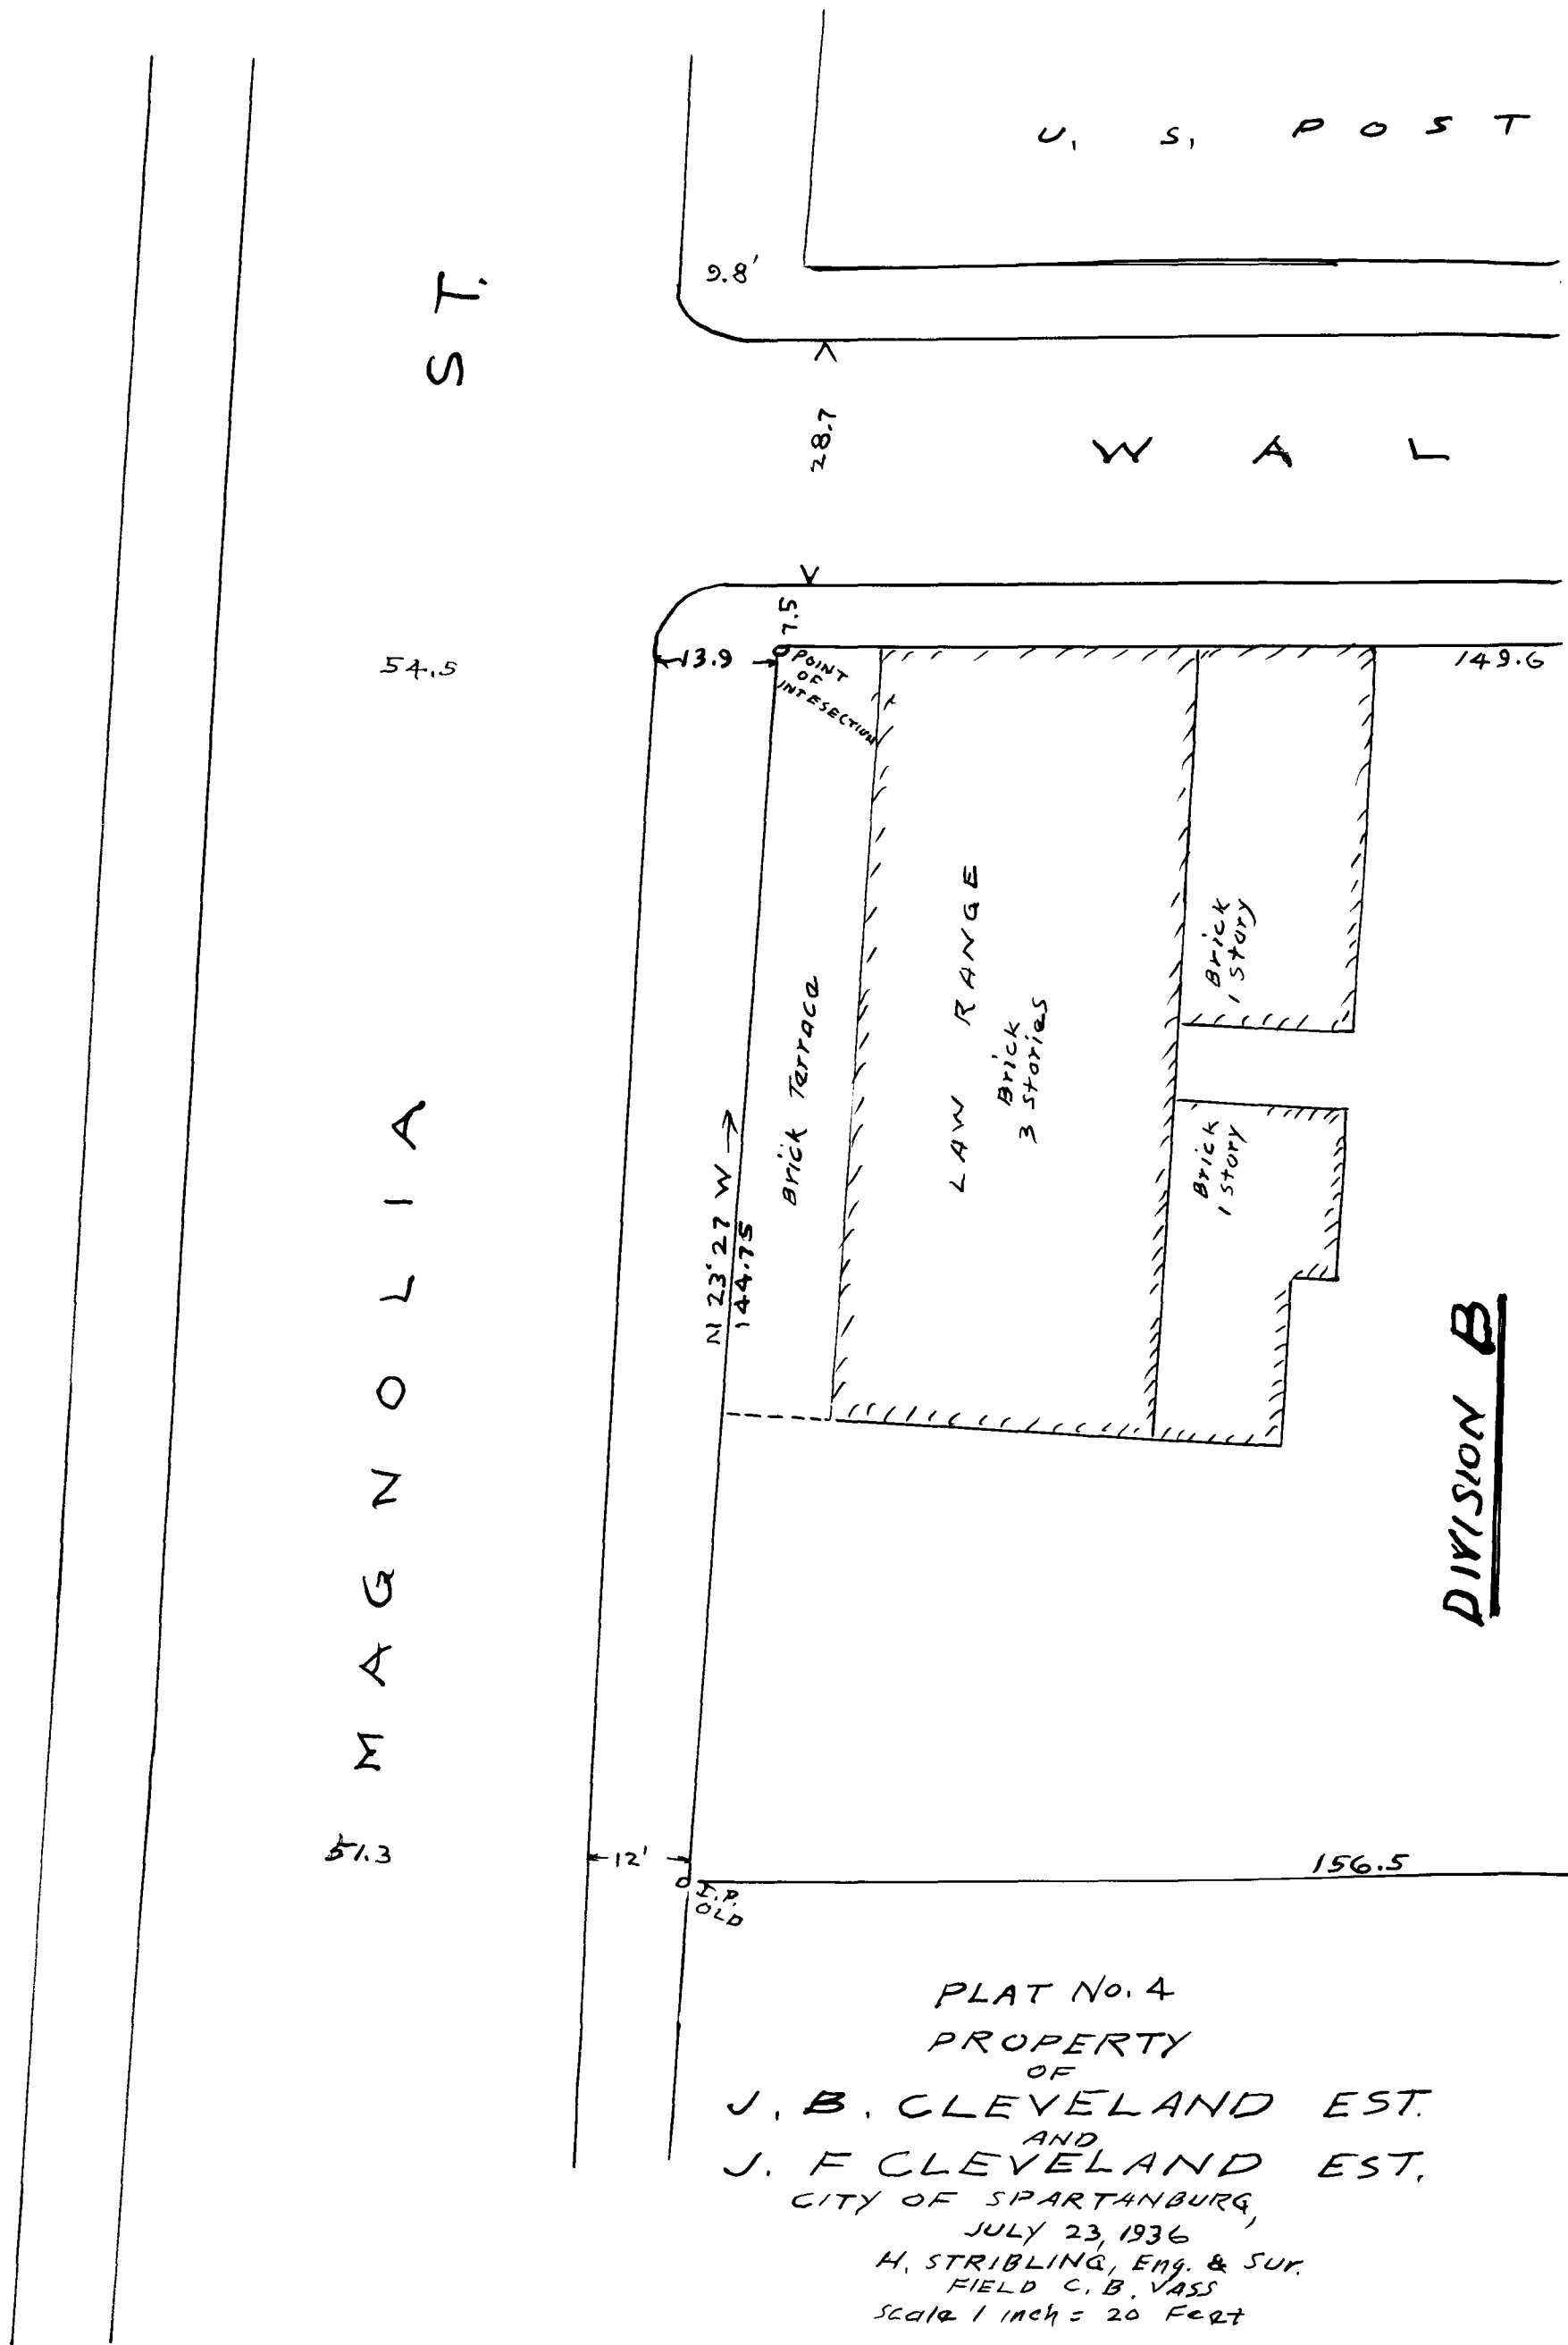 U. S. POST
9.8'
ST.
28.7
WAL
7.5
54.5
13.9
POINT
OF
INTESECTION
149.6
LAW RANGE
Brick
3 Stories
Brick
1 Story
Brick Terrace
Brick
1 Story
N 23°27 W →
144.75
MAGNOLIA
DIVISION B
51.3
12'
156.5
I.P.
OLD
PLAT No. 4
PROPERTY
OF
J. B. CLEVELAND EST.
AND
J. F CLEVELAND EST.
CITY OF SPARTANBURG,
JULY 23, 1936
H. STRIBLING, Eng. & Sur.
FIELD C. B. VASS
Scale 1 inch = 20 Feet